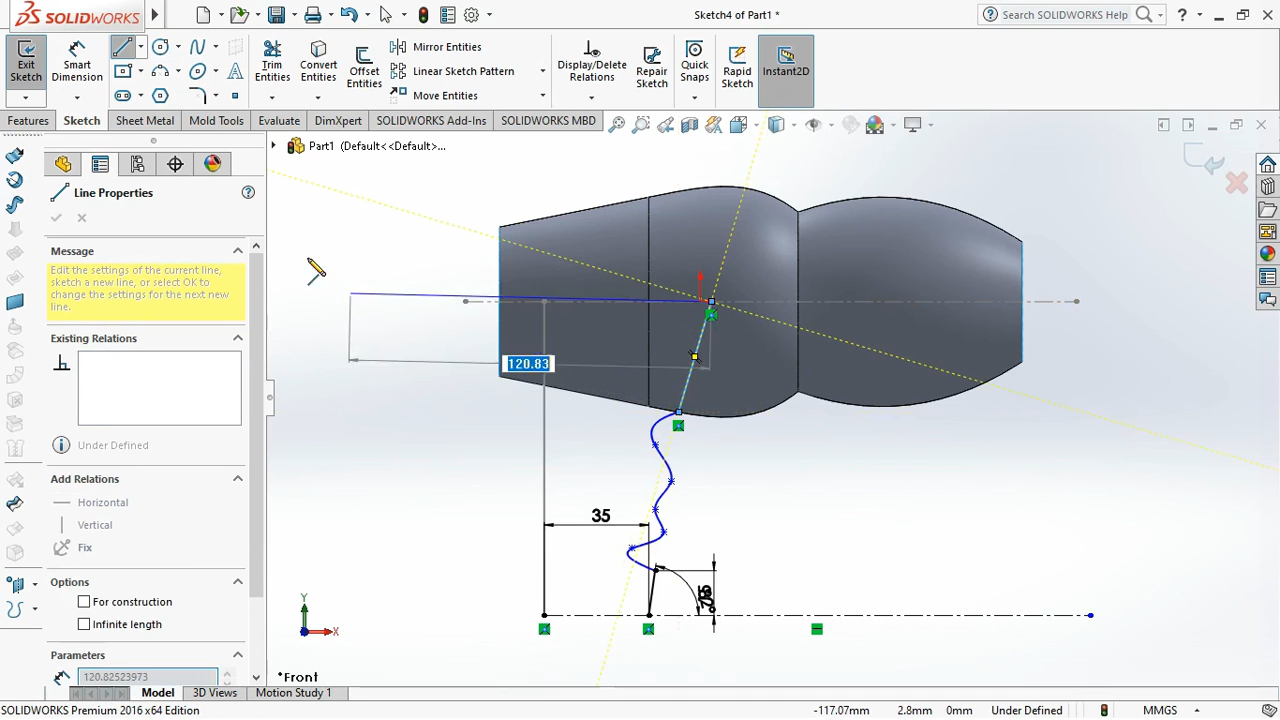 SOLIDWORKS
Sketch4 of Part1 *
Search SOLIDWORKS Help
?
Exit Sketch
Smart Dimension
Trim Entities
Convert Entities
Offset Entities
Mirror Entities
Linear Sketch Pattern
Move Entities
Display/Delete Relations
Repair Sketch
Quick Snaps
Rapid Sketch
Instant2D
Features
Sketch
Sheet Metal
Mold Tools
Evaluate
DimXpert
SOLIDWORKS Add-Ins
SOLIDWORKS MBD
Part1 (Default<<Default>...
Line Properties
?
Message
Edit the settings of the current line,
sketch a new line, or select OK to
change the settings for the next new
line.
Existing Relations
Under Defined
Add Relations
Horizontal
Vertical
Fix
Options
For construction
Infinite length
Parameters
120.82523973
120.83
35
Y
X
*Front
Model
3D Views
Motion Study 1
SOLIDWORKS Premium 2016 x64 Edition
-117.07mm
2.8mm
0mm
Under Defined
MMGS